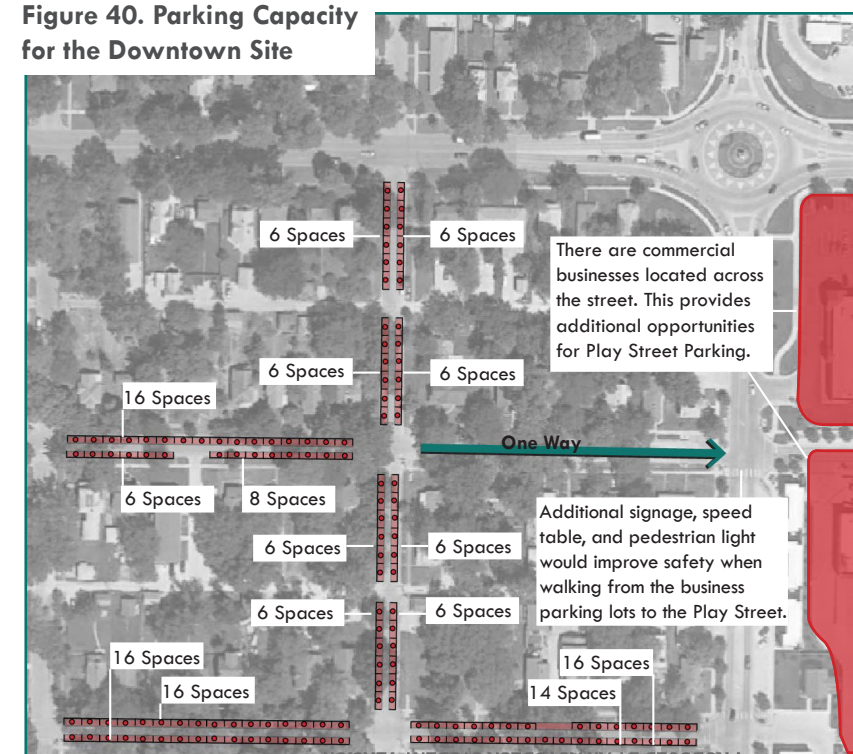 Figure 40. Parking Capacity
for the Downtown Site
6 Spaces
6 Spaces
There are commercial
businesses located across
the street. This provides
additional opportunities
for Play Street Parking.
6 Spaces
6 Spaces
16 Spaces
One Way
6 Spaces
8 Spaces
Additional signage, speed
table, and pedestrian light
would improve safety when
walking from the business
parking lots to the Play Street.
6 Spaces
6 Spaces
6 Spaces
6 Spaces
16 Spaces
16 Spaces
16 Spaces
14 Spaces